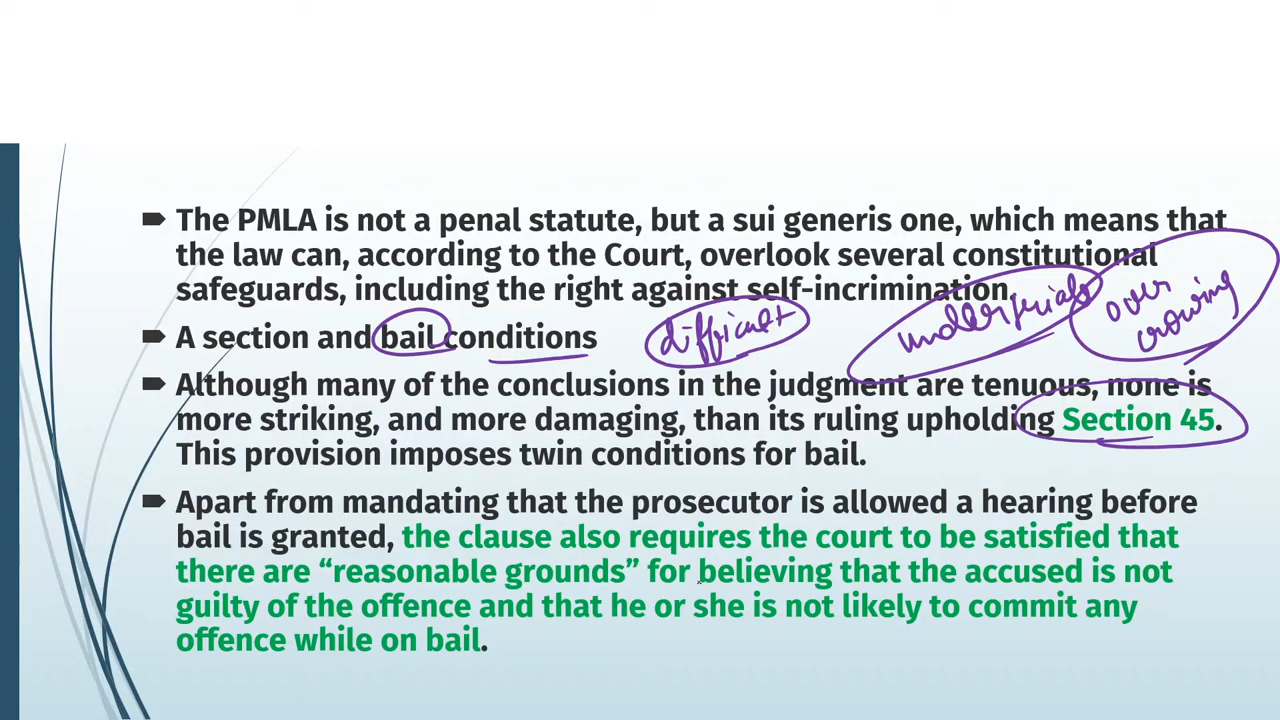 The PMLA is not a penal statute, but a sui generis one, which means that
the law can, according to the Court, overlook several constitutional
safeguards, including the right against self-incrimination.
A section and bail conditions
difficult
undertrials
over
crowing
Although many of the conclusions in the judgment are tenuous, none is
more striking, and more damaging, than its ruling upholding Section 45.
This provision imposes twin conditions for bail.
Apart from mandating that the prosecutor is allowed a hearing before
bail is granted, the clause also requires the court to be satisfied that
there are “reasonable grounds” for believing that the accused is not
guilty of the offence and that he or she is not likely to commit any
offence while on bail.